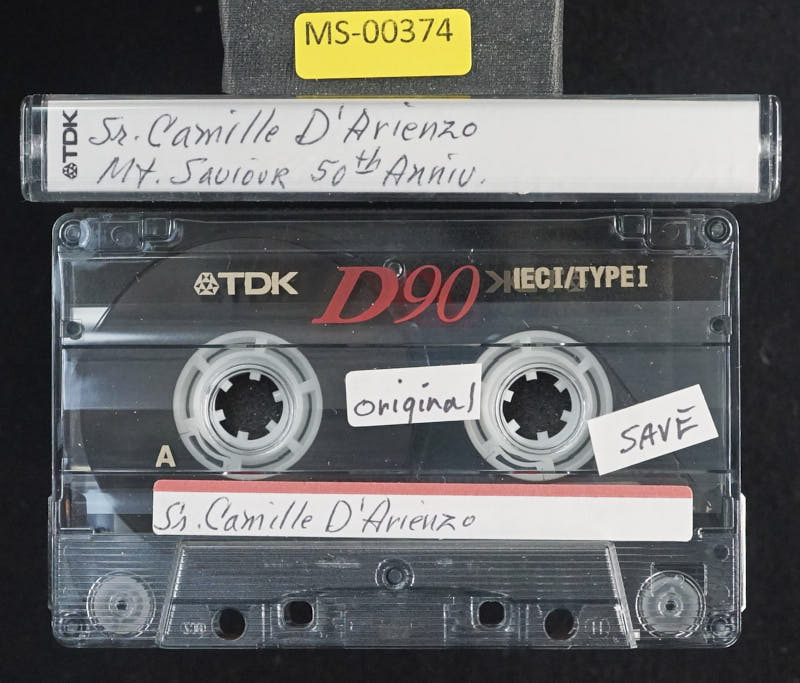 MS-00374
TDK
Sr. Camille D'Arienzo
Mt. Saviour 50th Anniv.
TDK D90 IECI/TYPE I
original
SAVE
A
Sr. Camille D'Arienzo